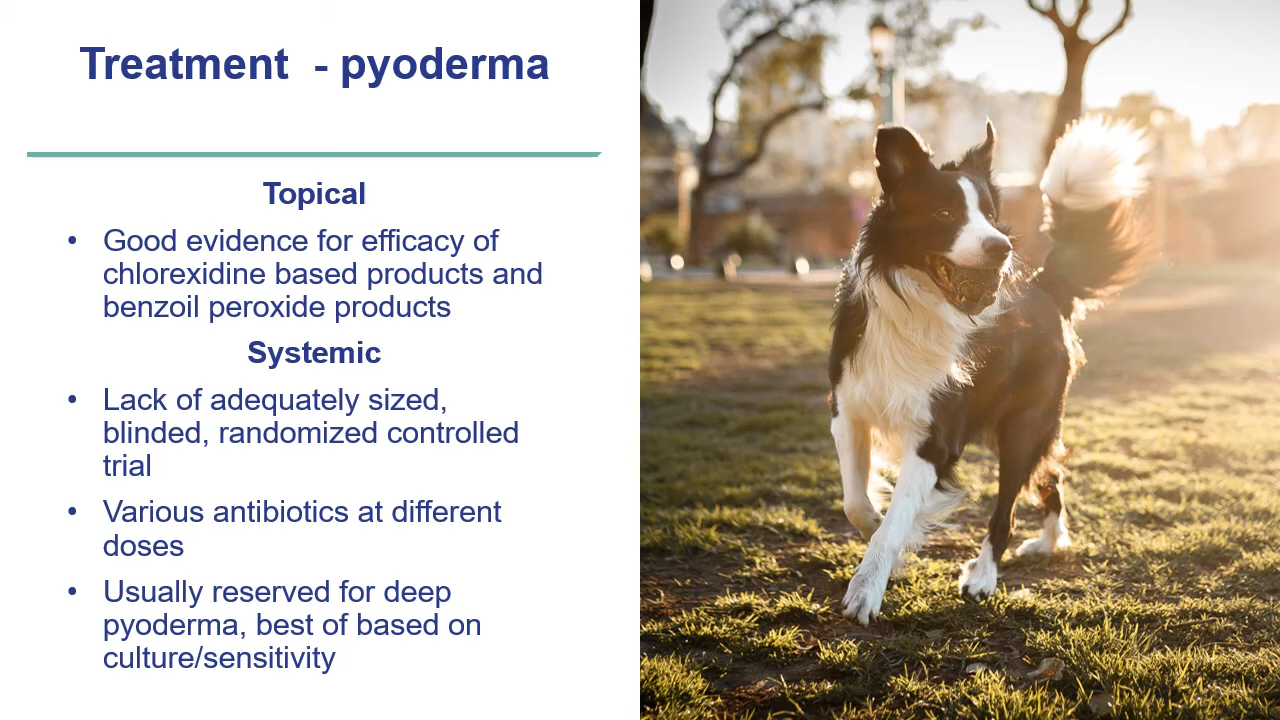 Treatment  - pyoderma
Topical
• Good evidence for efficacy of
chlorexidine based products and
benzoil peroxide products
Systemic
• Lack of adequately sized,
blinded, randomized controlled
trial
• Various antibiotics at different
doses
• Usually reserved for deep
pyoderma, best of based on
culture/sensitivity